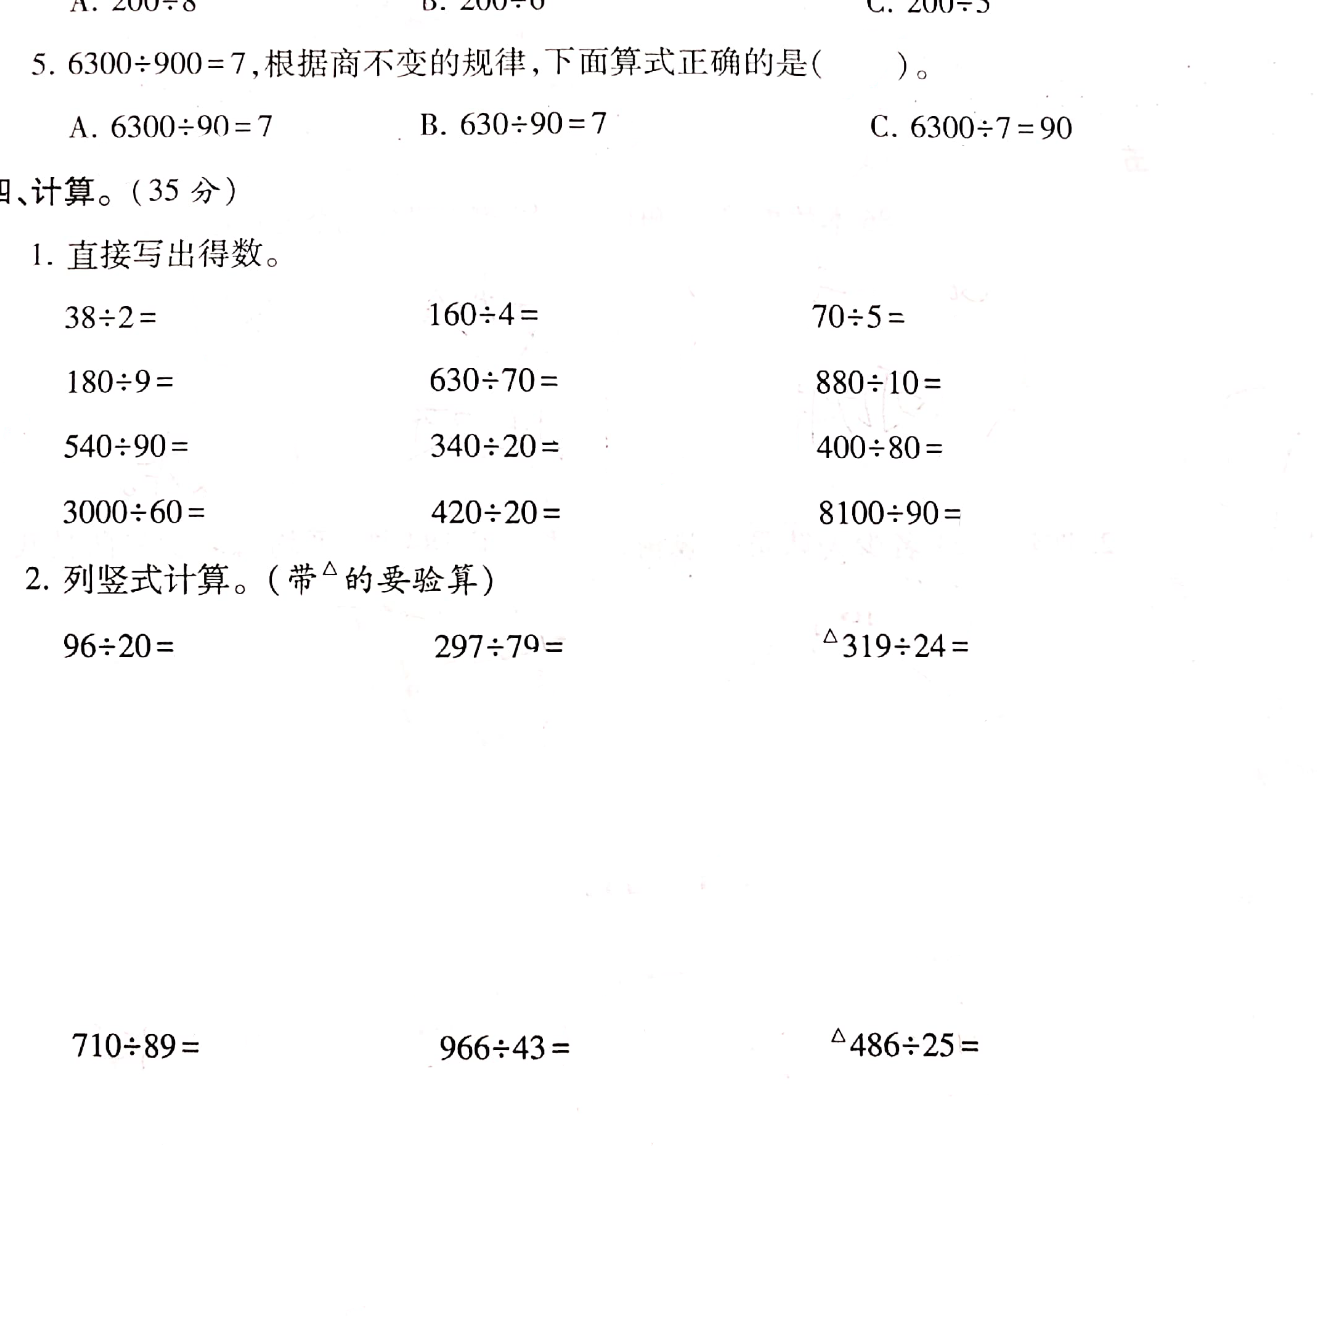 A. 200÷8 B. 200÷6 C. 200÷5
5. 6300÷900=7,根据商不变的规律,下面算式正确的是( )。
A. 6300÷90=7 B. 630÷90=7 C. 6300÷7=90
四、计算。(35 分)
1. 直接写出得数。
38÷2= 160÷4= 70÷5=
180÷9= 630÷70= 880÷10=
540÷90= 340÷20= 400÷80=
3000÷60= 420÷20= 8100÷90=
2. 列竖式计算。(带△的要验算)
96÷20= 297÷79= △319÷24=
710÷89= 966÷43= △486÷25=